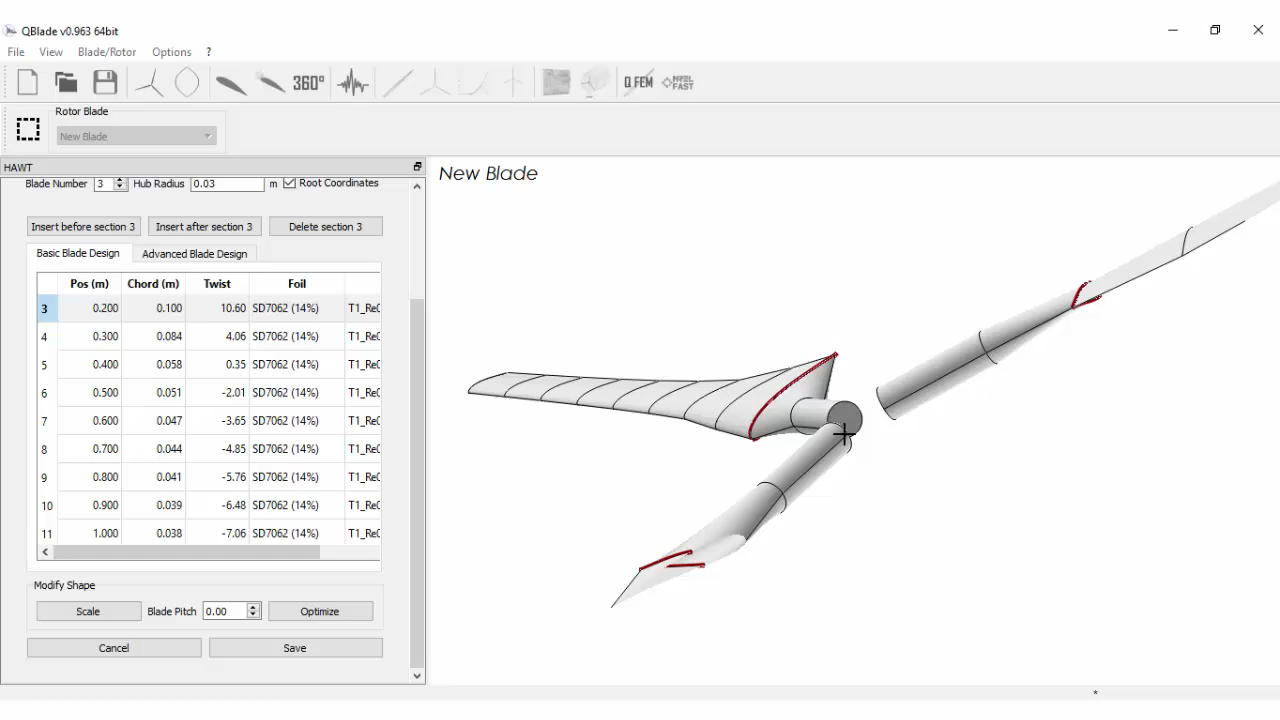 QBlade v0.963 64bit
File View Blade/Rotor Options ?
360° Q FEM NREL FAST
Rotor Blade
New Blade
HAWT
New Blade
Blade Number 3 Hub Radius 0.03 m Root Coordinates
Insert before section 3 Insert after section 3 Delete section 3
Basic Blade Design Advanced Blade Design
Pos (m) Chord (m) Twist Foil
3 0.200 0.100 10.60 SD7062 (14%) T1_Re0
4 0.300 0.084 4.06 SD7062 (14%) T1_Re0
5 0.400 0.058 0.35 SD7062 (14%) T1_Re0
6 0.500 0.051 -2.01 SD7062 (14%) T1_Re0
7 0.600 0.047 -3.65 SD7062 (14%) T1_Re0
8 0.700 0.044 -4.85 SD7062 (14%) T1_Re0
9 0.800 0.041 -5.76 SD7062 (14%) T1_Re0
10 0.900 0.039 -6.48 SD7062 (14%) T1_Re0
11 1.000 0.038 -7.06 SD7062 (14%) T1_Re0
Modify Shape
Scale Blade Pitch 0.00 Optimize
Cancel Save
*